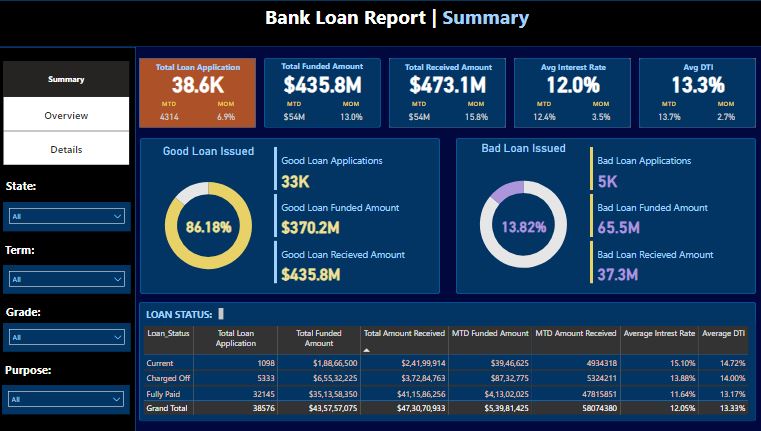 Bank Loan Report | Summary
Summary
Overview
Details
State:
All
Term:
All
Grade:
All
Purpose:
All
Total Loan Application
38.6K
MTD MOM
4314 6.9%
Total Funded Amount
$435.8M
MTD MOM
$54M 13.0%
Total Received Amount
$473.1M
MTD MOM
$54M 15.8%
Avg Interest Rate
12.0%
MTD MOM
12.4% 3.5%
Avg DTI
13.3%
MTD MOM
13.7% 2.7%
Good Loan Issued
86.18%
Good Loan Applications
33K
Good Loan Funded Amount
$370.2M
Good Loan Recieved Amount
$435.8M
Bad Loan Issued
13.82%
Bad Loan Applications
5K
Bad Loan Funded Amount
65.5M
Bad Loan Recieved Amount
37.3M
LOAN STATUS:
Loan_Status Total Loan Application Total Funded Amount Total Amount Received MTD Funded Amount MTD Amount Received Average Intrest Rate Average DTI
Current 1098 $1,88,66,500 $2,41,99,914 $39,46,625 4934318 15.10% 14.72%
Charged Off 5333 $6,55,32,225 $3,72,84,763 $87,32,775 5324211 13.88% 14.00%
Fully Paid 32145 $35,13,58,350 $41,15,86,256 $4,13,02,025 47815851 11.64% 13.17%
Grand Total 38576 $43,57,57,075 $47,30,70,933 $5,39,81,425 58074380 12.05% 13.33%